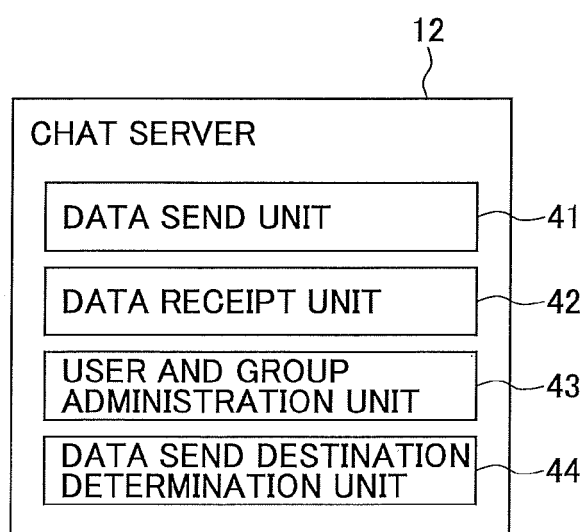 12
CHAT SERVER
DATA SEND UNIT
41
DATA RECEIPT UNIT
42
USER AND GROUP
ADMINISTRATION UNIT
43
DATA SEND DESTINATION
DETERMINATION UNIT
44